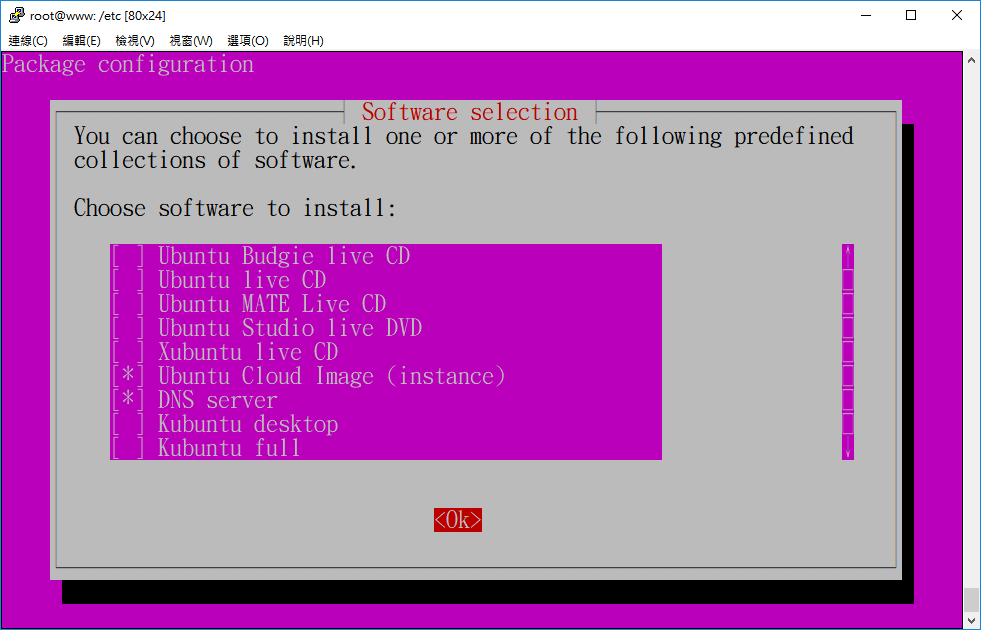 root@www: /etc [80x24]
連線(C) 編輯(E) 檢視(V) 視窗(W) 選項(O) 說明(H)
Package configuration
Software selection
You can choose to install one or more of the following predefined
collections of software.
Choose software to install:
[ ] Ubuntu Budgie live CD
[ ] Ubuntu live CD
[ ] Ubuntu MATE Live CD
[ ] Ubuntu Studio live DVD
[ ] Xubuntu live CD
[*] Ubuntu Cloud Image (instance)
[*] DNS server
[ ] Kubuntu desktop
[ ] Kubuntu full
<Ok>